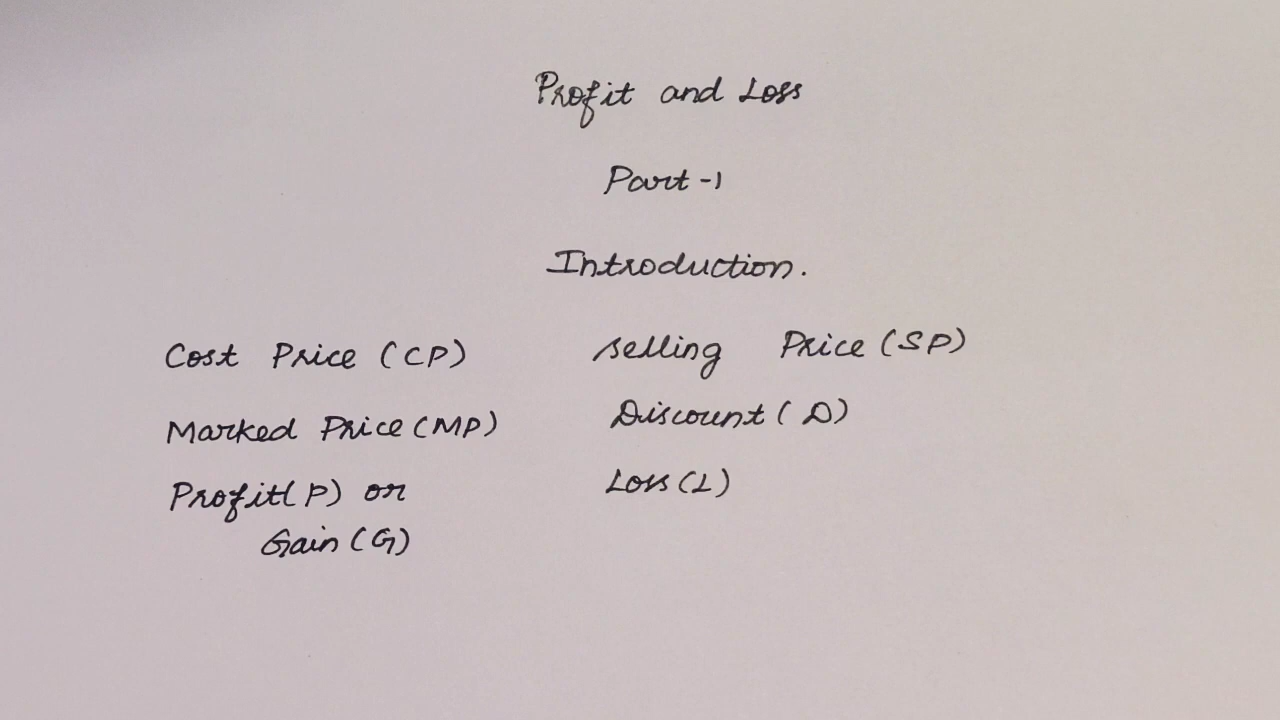 Profit and Loss
Part-1
Introduction.
Cost Price (CP) selling Price (SP)
Marked Price (MP) Discount (D)
Profit(P) or Loss (L)
Gain (G)